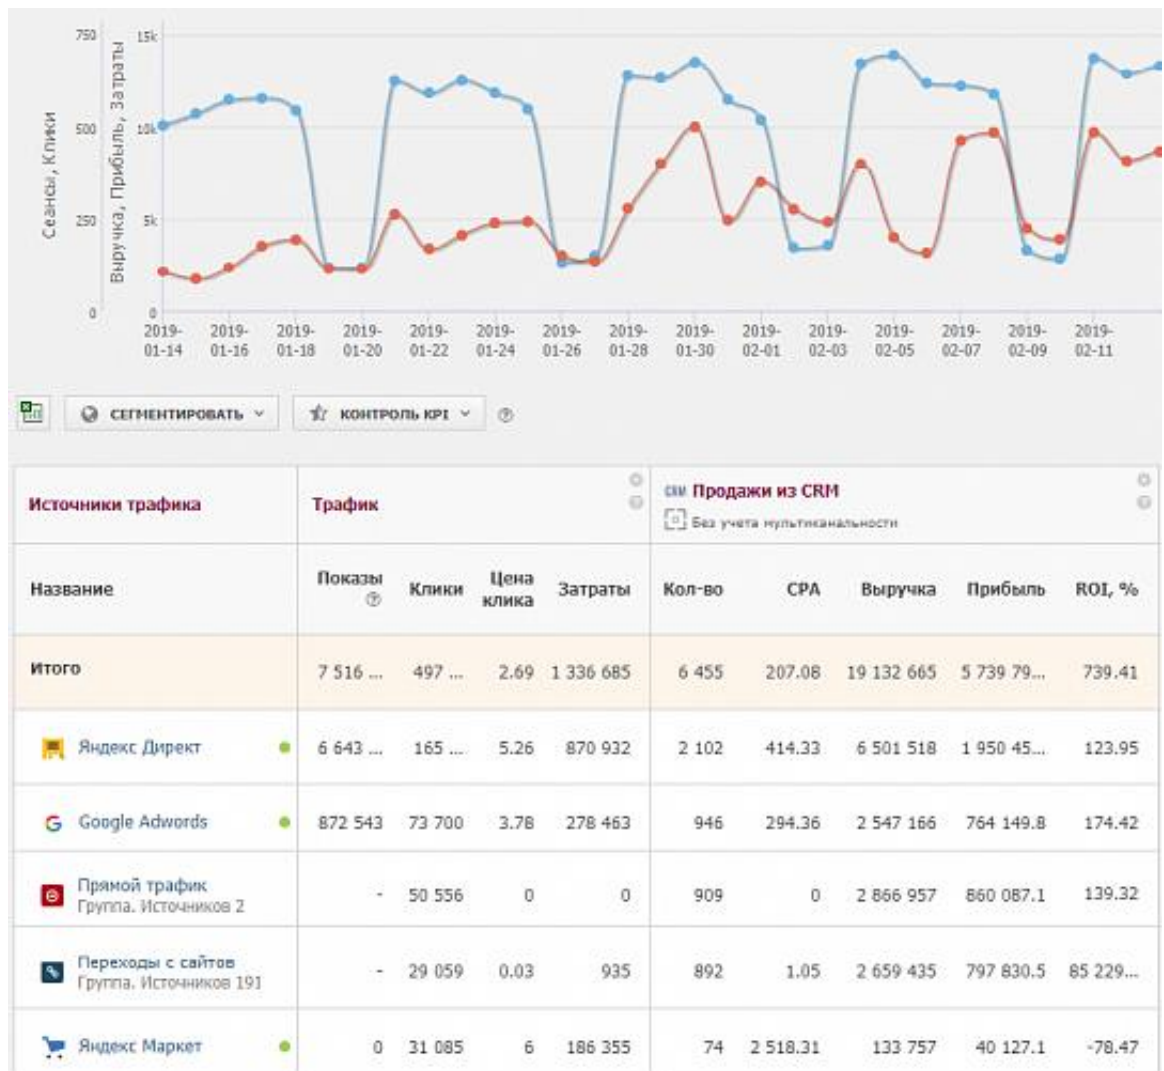 750
15k
500
10k
250
5k
0
0
Сеансы, Клики
Выручка, Прибыль, Затраты
2019- 2019- 2019- 2019- 2019- 2019- 2019- 2019- 2019- 2019- 2019- 2019- 2019- 2019- 2019-
01-14 01-16 01-18 01-20 01-22 01-24 01-26 01-28 01-30 02-01 02-03 02-05 02-07 02-09 02-11
СЕГМЕНТИРОВАТЬ КОНТРОЛЬ KPI ?
Источники трафика Трафик CRM Продажи из CRM
Без учета мультиканальности
Название Показы Клики Цена клика Затраты Кол-во CPA Выручка Прибыль ROI, %
Итого 7 516 ... 497 ... 2.69 1 336 685 6 455 207.08 19 132 665 5 739 79... 739.41
Яндекс Директ 6 643 ... 165 ... 5.26 870 932 2 102 414.33 6 501 518 1 950 45... 123.95
Google Adwords 872 543 73 700 3.78 278 463 946 294.36 2 547 166 764 149.8 174.42
Прямой трафик - 50 556 0 0 909 0 2 866 957 860 087.1 139.32
Группа. Источников 2
Переходы с сайтов - 29 059 0.03 935 892 1.05 2 659 435 797 830.5 85 229...
Группа. Источников 191
Яндекс Маркет 0 31 085 6 186 355 74 2 518.31 133 757 40 127.1 -78.47